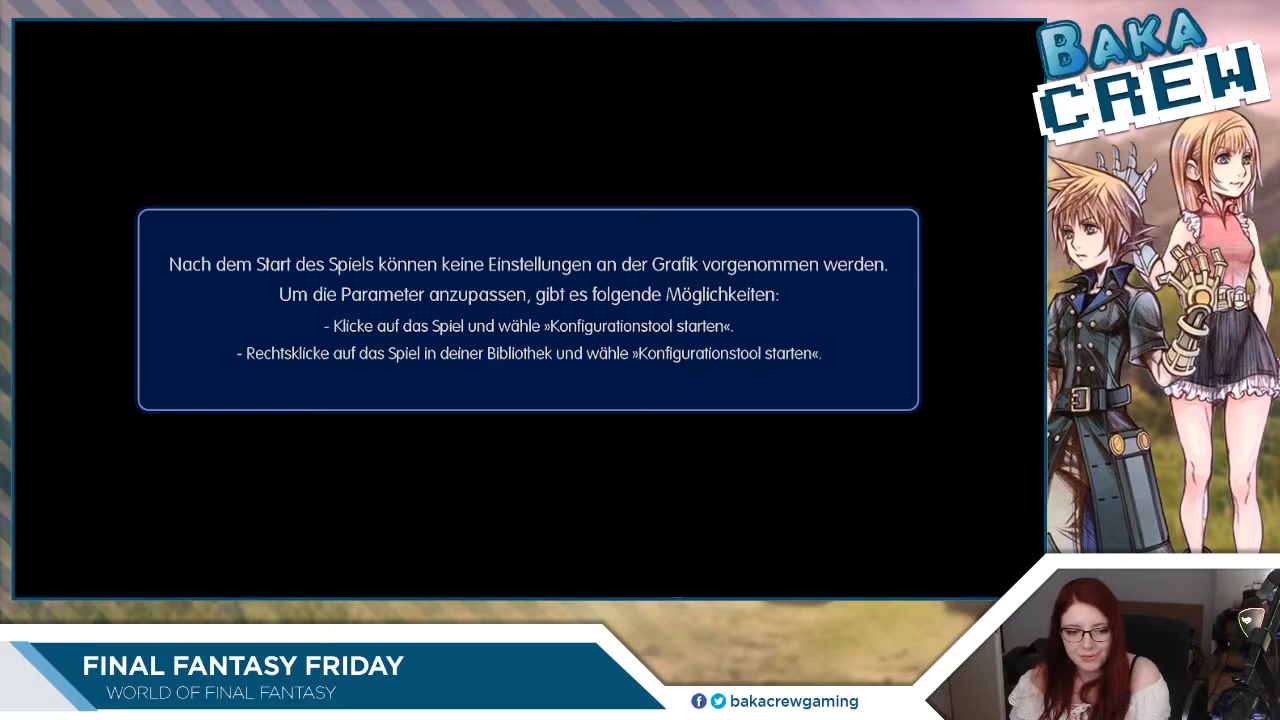 BAKA
CREW
Nach dem Start des Spiels können keine Einstellungen an der Grafik vorgenommen werden.
Um die Parameter anzupassen, gibt es folgende Möglichkeiten:
- Klicke auf das Spiel und wähle »Konfigurationstool starten«.
- Rechtsklicke auf das Spiel in deiner Bibliothek und wähle »Konfigurationstool starten«.
FINAL FANTASY FRIDAY
WORLD OF FINAL FANTASY
bakacrewgaming